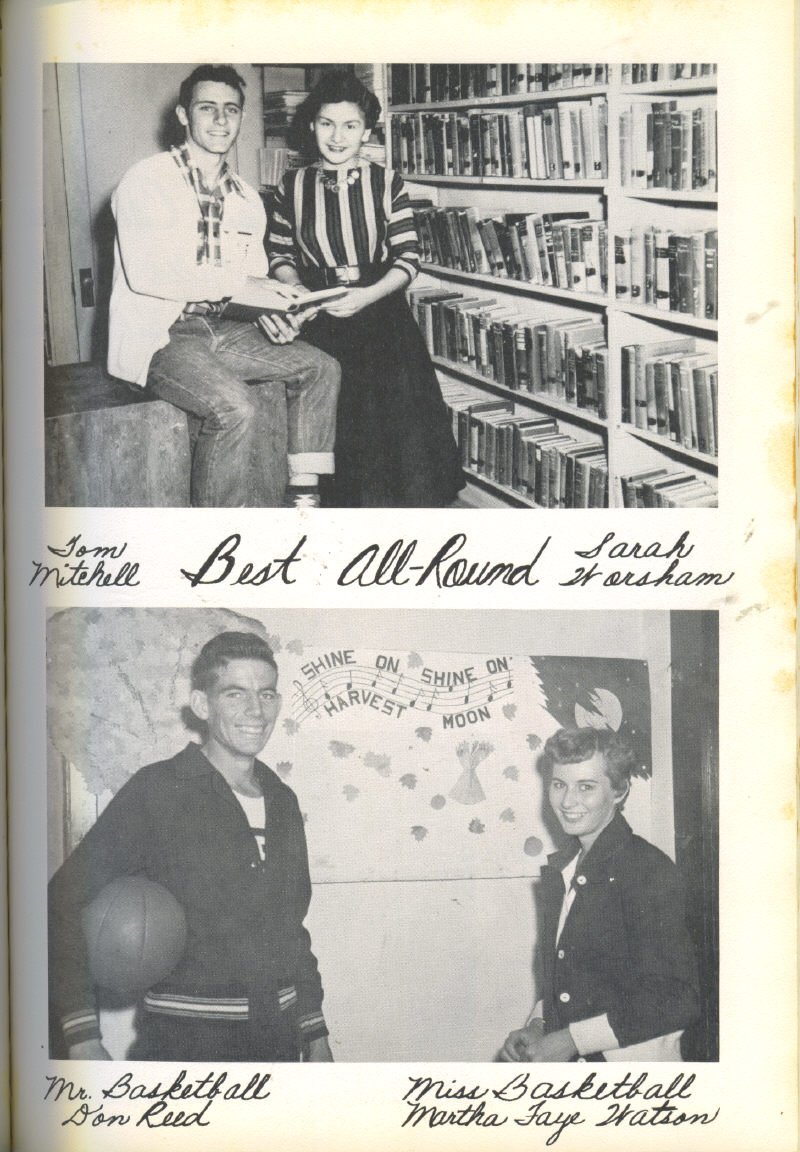 Tom
Mitchell
Best All-Round
Sarah
Worsham
SHINE ON SHINE ON
HARVEST MOON
Mr. Basketball
Don Reed
Miss Basketball
Martha Faye Watson